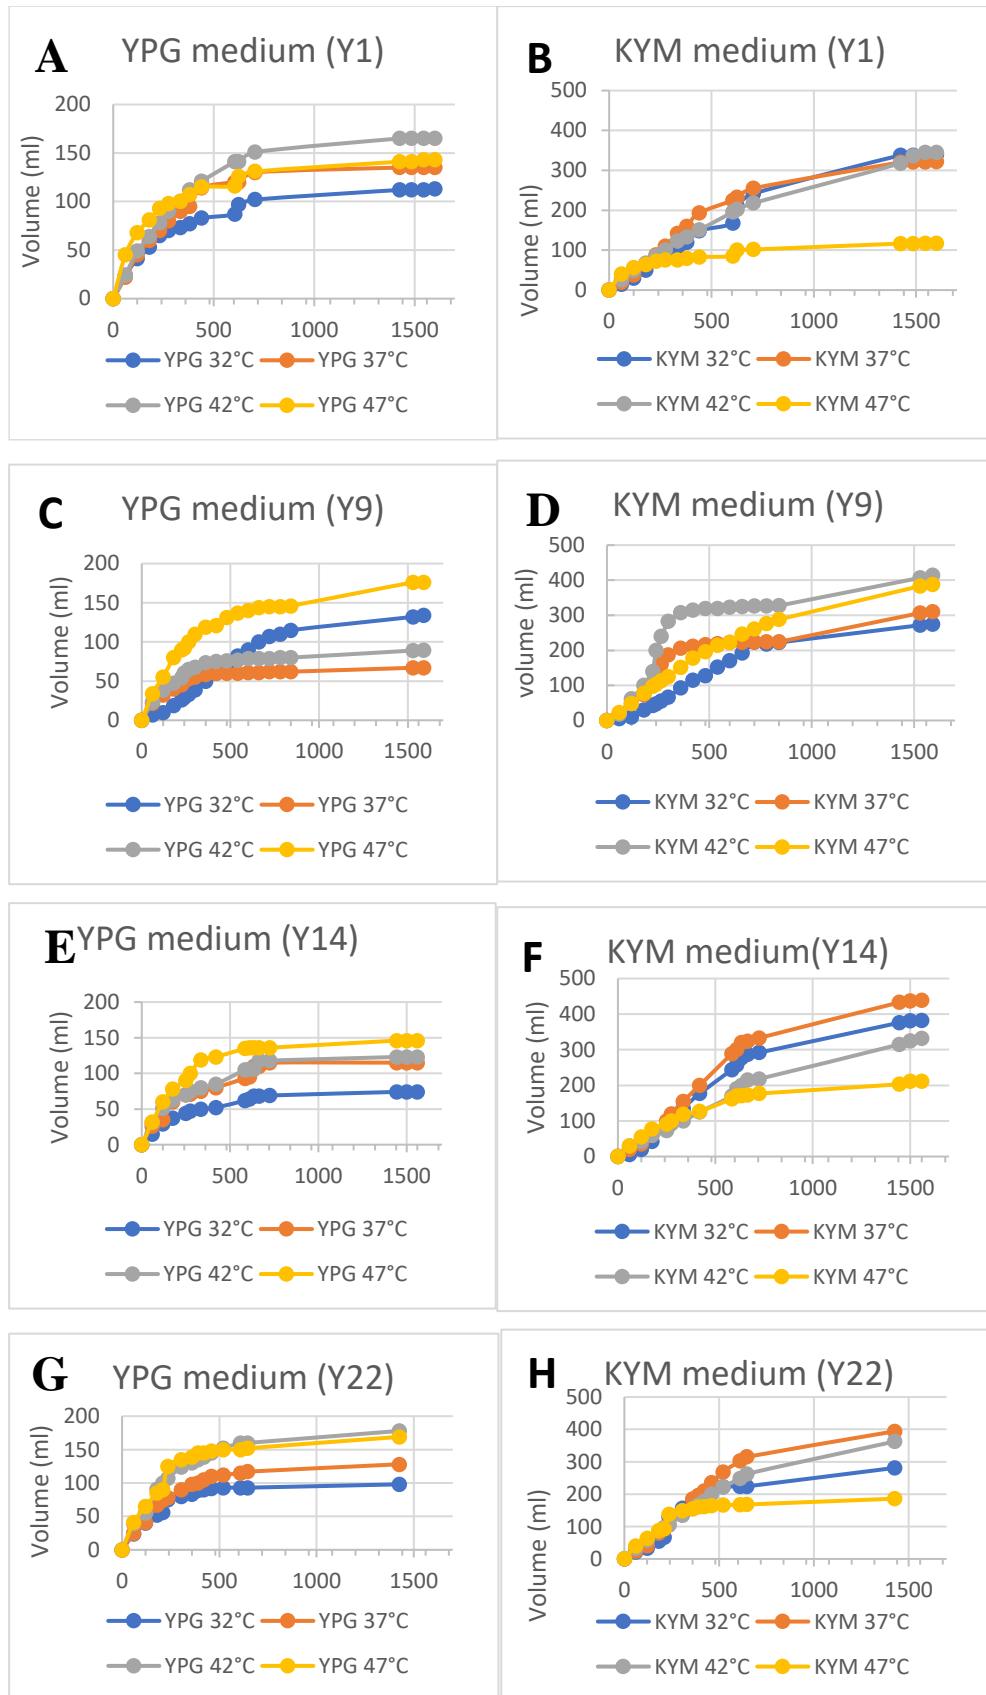 A YPG medium (Y1)
200
150
100
50
0
Volume (ml)
0 500 1000 1500
YPG 32°C YPG 37°C
YPG 42°C YPG 47°C
B KYM medium (Y1)
500
400
300
200
100
0
Volume (ml)
0 500 1000 1500
KYM 32°C KYM 37°C
KYM 42°C KYM 47°C
C YPG medium (Y9)
200
150
100
50
0
Volume (ml)
0 500 1000 1500
YPG 32°C YPG 37°C
YPG 42°C YPG 47°C
D KYM medium (Y9)
500
400
300
200
100
0
volume (ml)
0 500 1000 1500
KYM 32°C KYM 37°C
KYM 42°C KYM 47°C
E YPG medium (Y14)
200
150
100
50
0
Volume (ml)
0 500 1000 1500
YPG 32°C YPG 37°C
YPG 42°C YPG 47°C
F KYM medium(Y14)
500
400
300
200
100
0
Volume (ml)
0 500 1000 1500
KYM 32°C KYM 37°C
KYM 42°C KYM 47°C
G YPG medium (Y22)
200
150
100
50
0
Volume (ml)
0 500 1000 1500
YPG 32°C YPG 37°C
YPG 42°C YPG 47°C
H KYM medium (Y22)
500
400
300
200
100
0
Volume (ml)
0 500 1000 1500
KYM 32°C KYM 37°C
KYM 42°C KYM 47°C